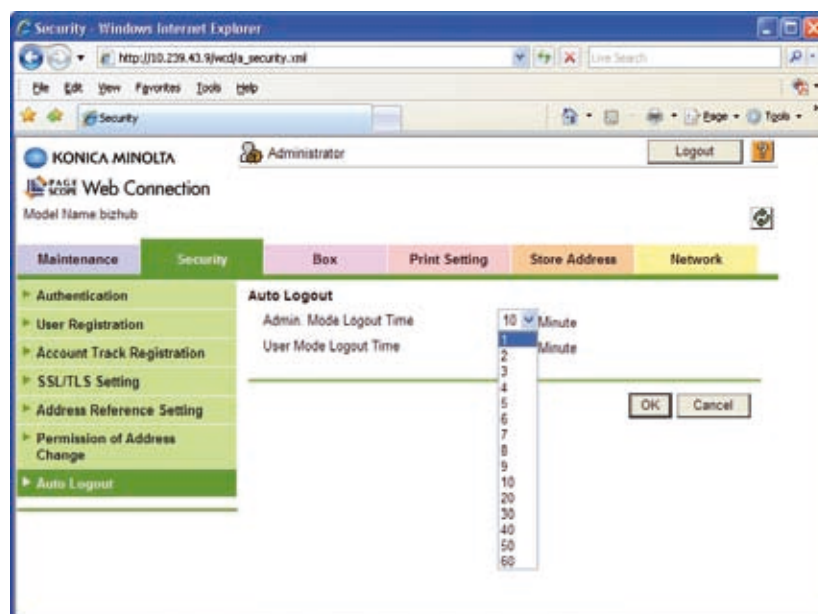 Security - Windows Internet Explorer
http://10.239.43.9/wcd/a_security.xml
Live Search
File Edit View Favorites Tools Help
Security
Page Tools
KONICA MINOLTA
Administrator
Logout
?
PAGE SCOPE Web Connection
Model Name:bizhub
Maintenance Security Box Print Setting Store Address Network
Authentication
User Registration
Account Track Registration
SSL/TLS Setting
Address Reference Setting
Permission of Address
Change
Auto Logout
Auto Logout
Admin. Mode Logout Time 10 Minute
User Mode Logout Time Minute
1
2
3
4
5
6
7
8
9
10
20
30
40
50
60
OK Cancel